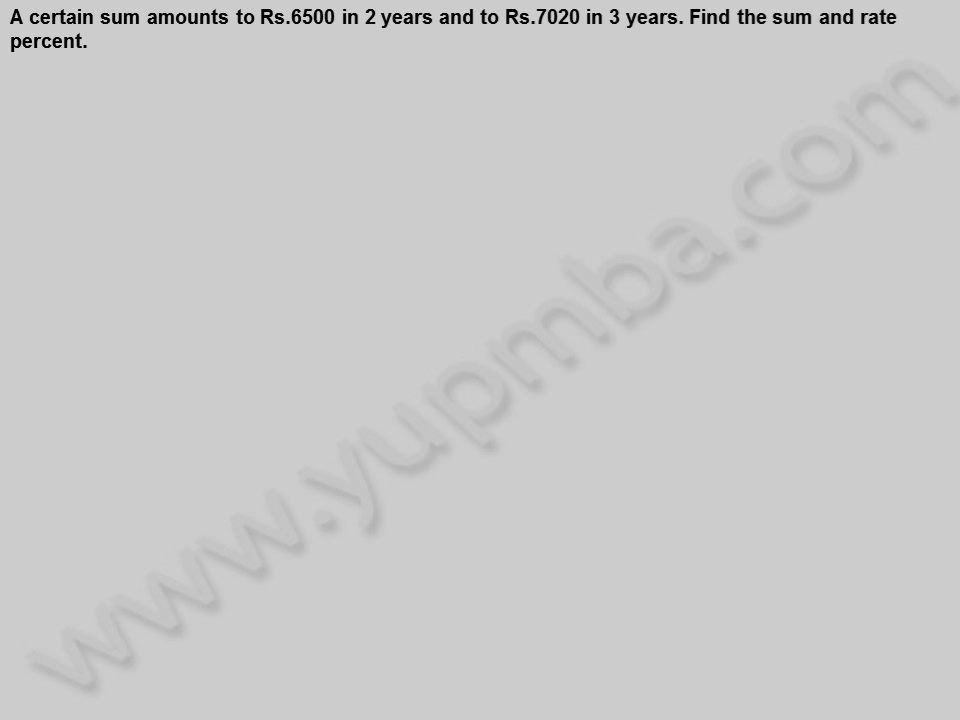 A certain sum amounts to Rs.6500 in 2 years and to Rs.7020 in 3 years. Find the sum and rate
percent.
www.yupmba.com